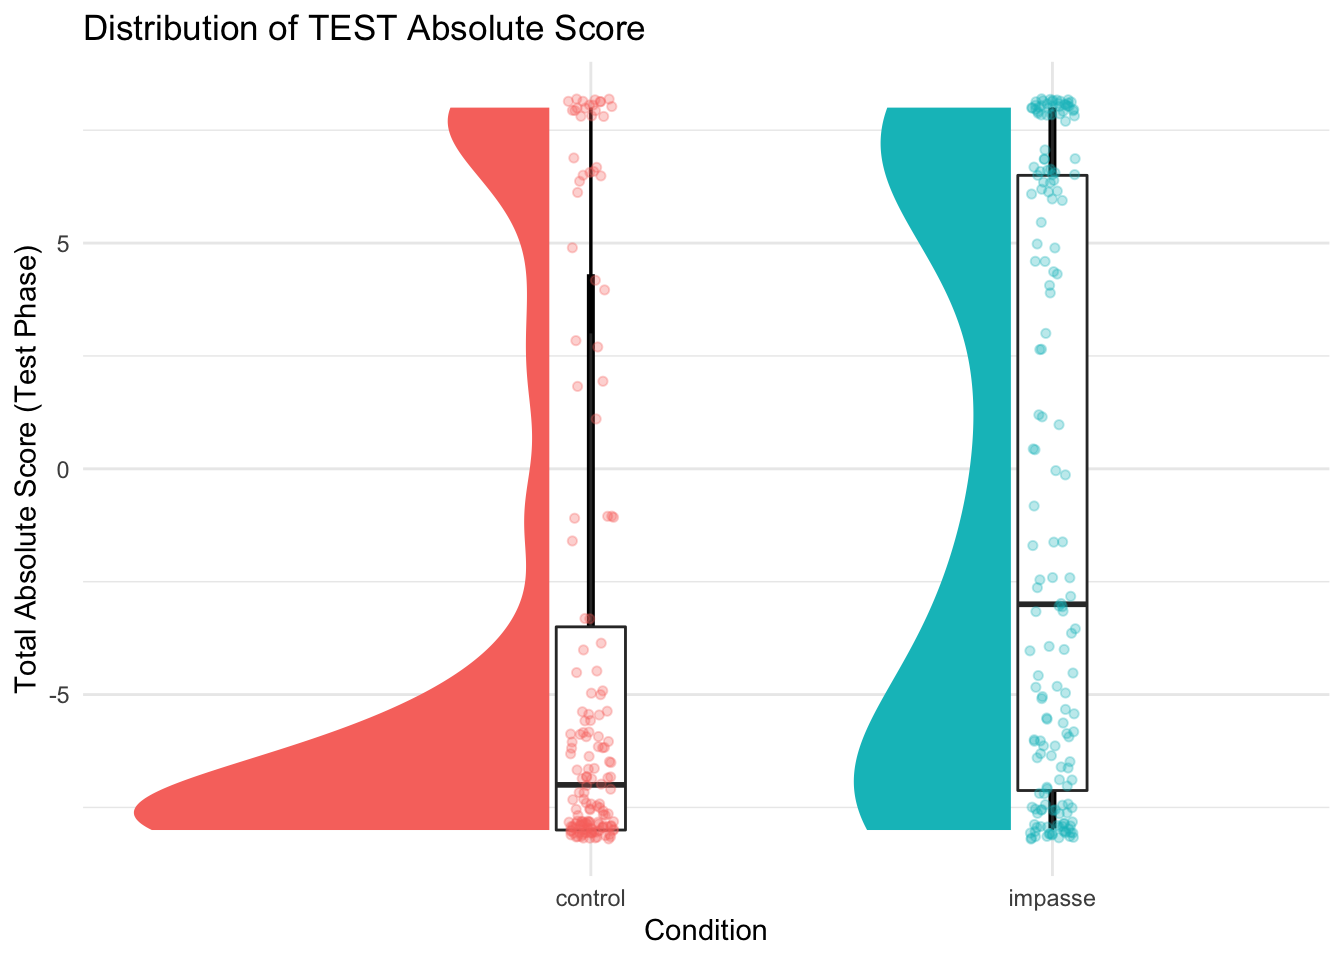 Distribution of TEST Absolute Score
Total Absolute Score (Test Phase)
5
0
-5
control
impasse
Condition